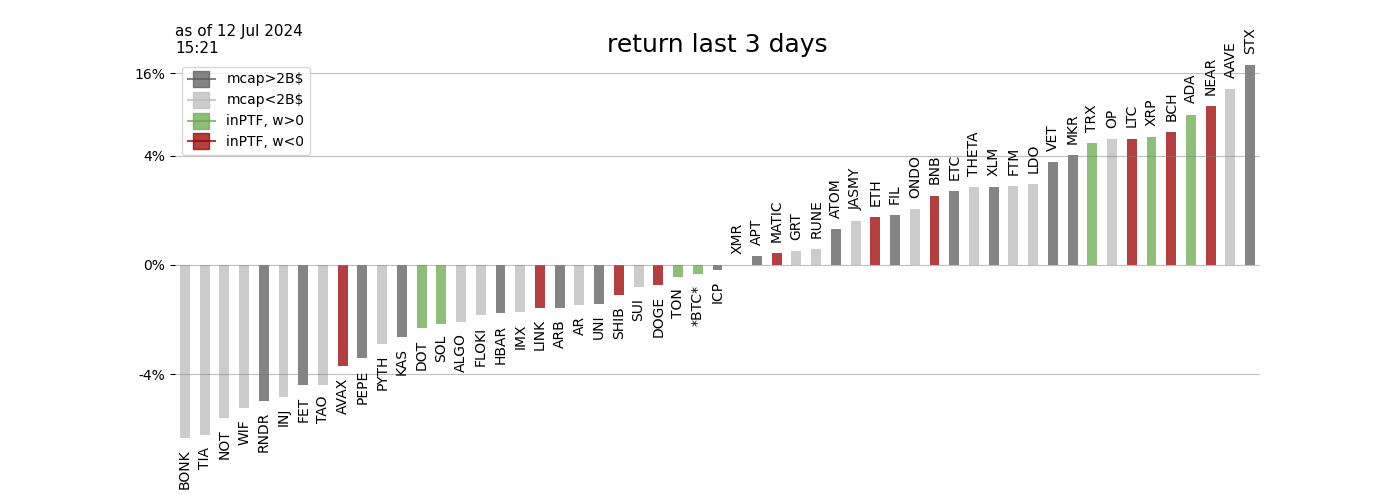 as of 12 Jul 2024
15:21
return last 3 days
mcap>2B$
mcap<2B$
inPTF, w>0
inPTF, w<0
16%
4%
0%
-4%
BONK
TIA
NOT
WIF
RNDR
INJ
FET
TAO
AVAX
PEPE
PYTH
KAS
DOT
SOL
ALGO
FLOKI
HBAR
IMX
LINK
ARB
AR
UNI
SHIB
SUI
DOGE
TON
*BTC*
ICP
XMR
APT
MATIC
GRT
RUNE
ATOM
JASMY
ETH
FIL
ONDO
BNB
ETC
THETA
XLM
FTM
LDO
VET
MKR
TRX
OP
LTC
XRP
BCH
ADA
NEAR
AAVE
STX